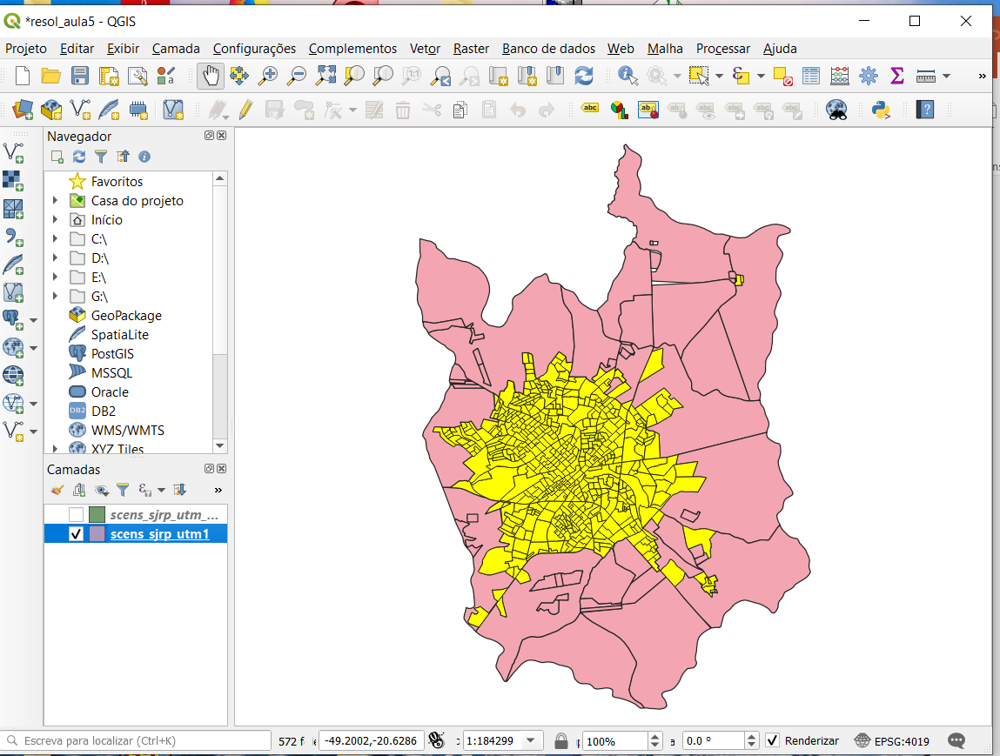 *resol_aula5 - QGIS
Projeto Editar Exibir Camada Configurações Complementos Vetor Raster Banco de dados Web Malha Processar Ajuda
Navegador
Favoritos
Casa do projeto
Início
C:\
D:\
E:\
G:\
GeoPackage
SpatiaLite
PostGIS
MSSQL
Oracle
DB2
WMS/WMTS
XYZ Tiles
Camadas
scens_sjrp_utm_...
scens_sjrp_utm1
Escreva para localizar (Ctrl+K) 572 f -49.2002,-20.6286 1:184299 100% a 0.0 ° Renderizar EPSG:4019